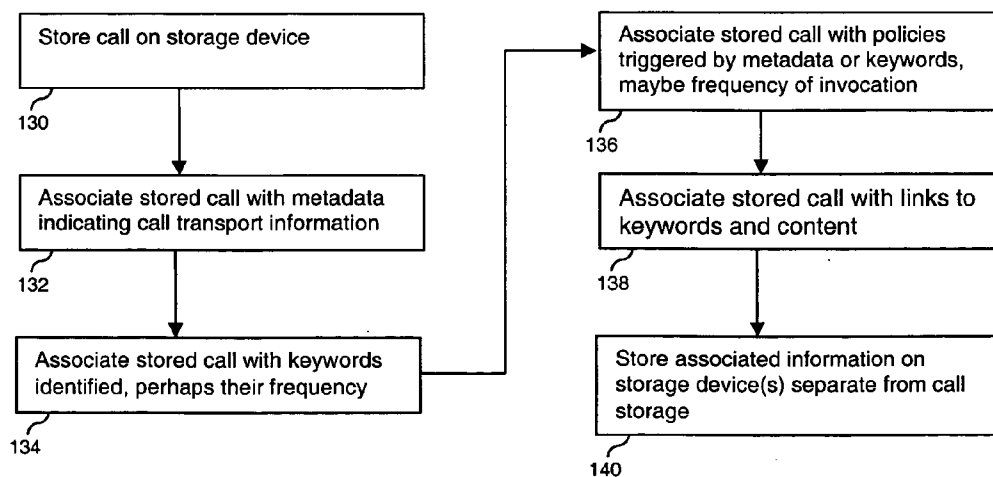 Store call on storage device
130
Associate stored call with metadata
indicating call transport information
132
Associate stored call with keywords
identified, perhaps their frequency
134
Associate stored call with policies
triggered by metadata or keywords,
maybe frequency of invocation
136
Associate stored call with links to
keywords and content
138
Store associated information on
storage device(s) separate from call
storage
140